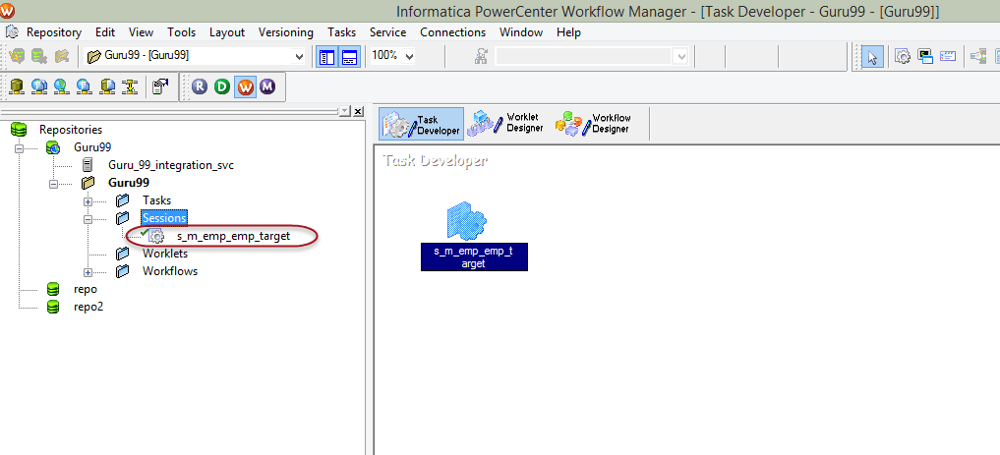 W
Informatica PowerCenter Workflow Manager - [Task Developer - Guru99 - [Guru99]]
Repository Edit View Tools Layout Versioning Tasks Service Connections Window Help
Guru99 - [Guru99] 100%
R D W M
Task Developer
Worklet Designer
Workflow Designer
Repositories
Guru99
Guru_99_integration_svc
Guru99
Tasks
Sessions
s_m_emp_emp_target
Worklets
Workflows
repo
repo2
Task Developer
s_m_emp_emp_t
arget